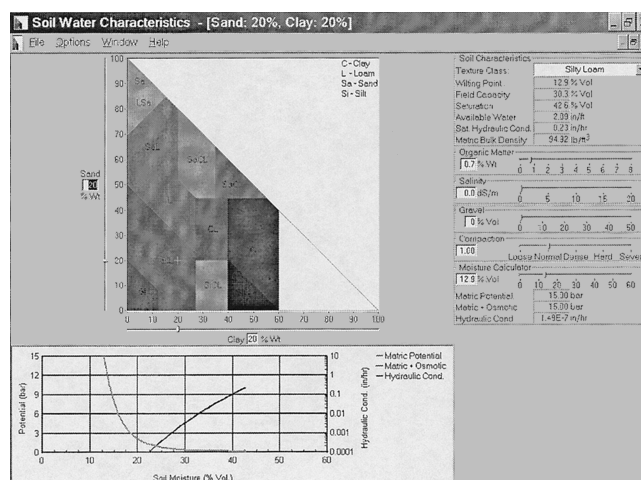 Soil Water Characteristics - [Sand: 20%, Clay: 20%]
File Options Window Help
C - Clay
L - Loam
Sa - Sand
Si - Silt
100
90
80
70
60
50
40
30
20
10
0
Sand
20
% Wt
Sa
LSa
SaL
SaCL
SaC
CL
0 10 20 30 40 50 60 70 80 90 100
Clay 20 % Wt
Soil Characteristics
Texture Class: Silty Loam
Wilting Point 12.9 % Vol
Field Capacity 30.3 % Vol
Saturation 42.6 % Vol
Available Water 2.09 in/ft
Sat. Hydraulic Cond. 0.23 in/hr
Matric Bulk Density 94.92 lb/ft³
Organic Matter
0.7 % Wt
0 1 2 3 4 5 6 7 8
Salinity
0.0 dS/m
0 5 10 15 20
Gravel
0 % Vol
0 10 20 30 40 50
Compaction
1.00
Loose Normal Dense Hard Sever
Moisture Calculator
12.9 % Vol
0 10 20 30 40 50 60
Matric Potential 15.00 bar
Matric + Osmotic 15.00 bar
Hydraulic Cond 1.49E-7 in/hr
Potential (bar)
15
12
9
6
3
0
0 10 20 30 40 50 60
Soil Moisture (% Vol.)
10
1
0.1
0.01
0.001
0.0001
Hydraulic Cond. (in/hr)
Matric Potential
Matric + Osmotic
Hydraulic Cond.